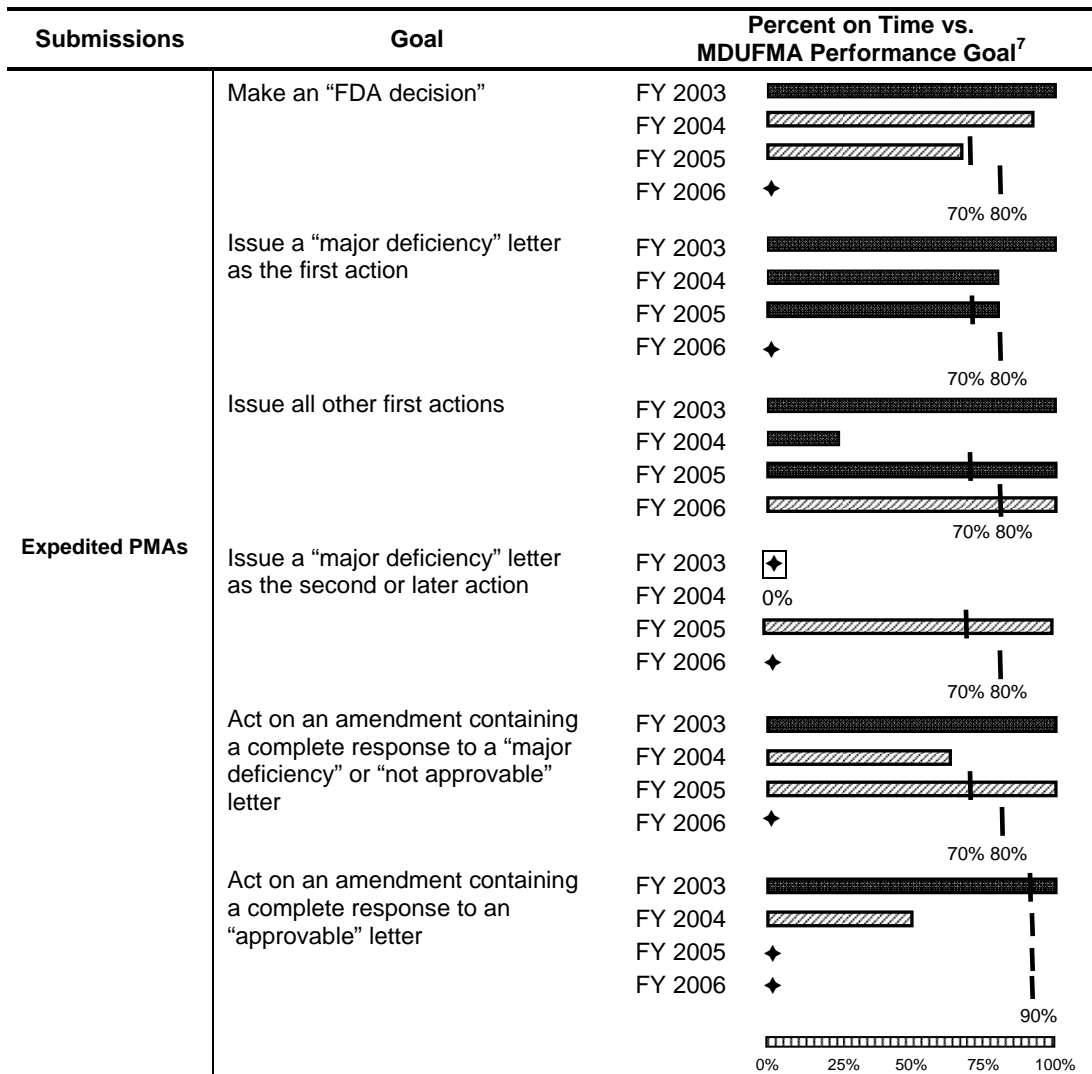 Submissions
Goal
Percent on Time vs.
MDUFMA Performance Goal7
Expedited PMAs
Make an “FDA decision”
FY 2003
FY 2004
FY 2005
FY 2006
70% 80%
Issue a “major deficiency” letter
as the first action
FY 2003
FY 2004
FY 2005
FY 2006
70% 80%
Issue all other first actions
FY 2003
FY 2004
FY 2005
FY 2006
70% 80%
Issue a “major deficiency” letter
as the second or later action
FY 2003
FY 2004 0%
FY 2005
FY 2006
70% 80%
Act on an amendment containing
a complete response to a “major
deficiency” or “not approvable”
letter
FY 2003
FY 2004
FY 2005
FY 2006
70% 80%
Act on an amendment containing
a complete response to an
“approvable” letter
FY 2003
FY 2004
FY 2005
FY 2006
90%
0% 25% 50% 75% 100%